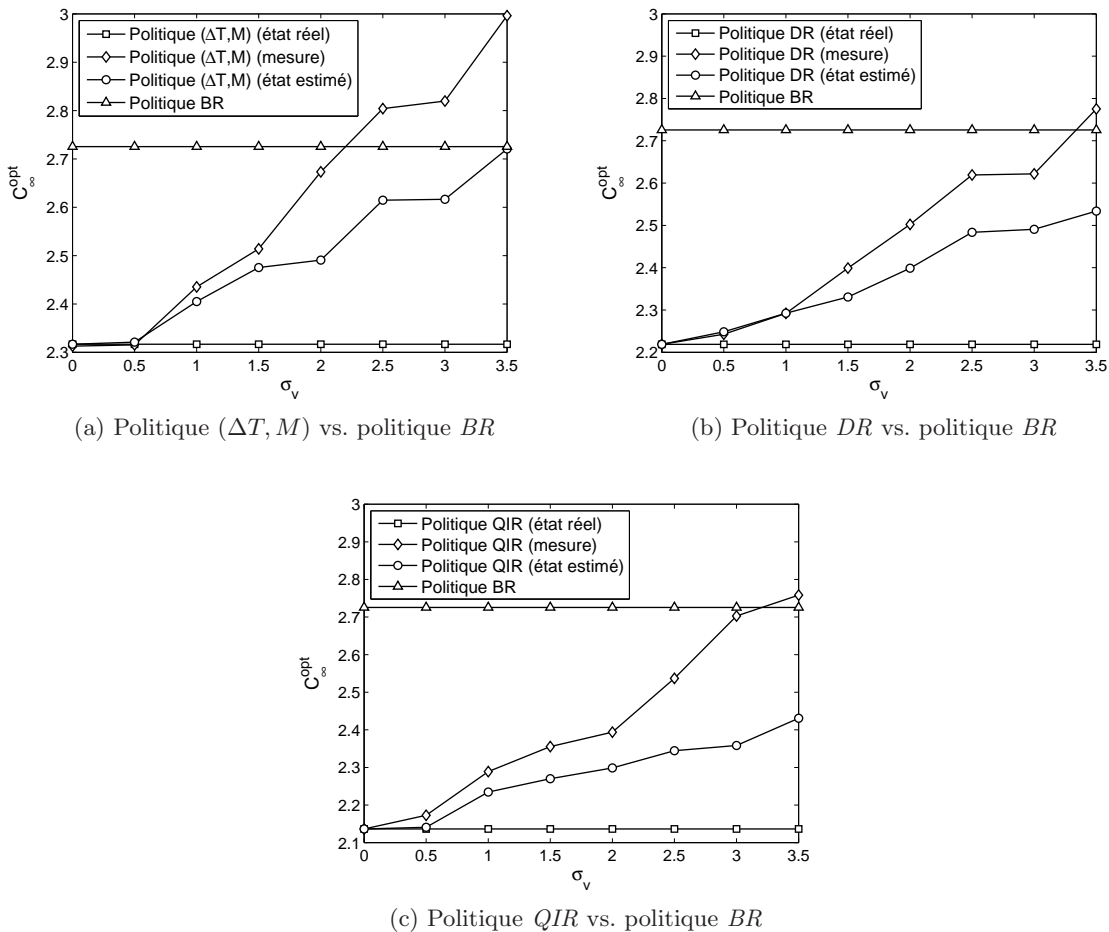 3
2.9
2.8
2.7
2.6
2.5
2.4
2.3
0 0.5 1 1.5 2 2.5 3 3.5
C∞opt
σv
Politique (ΔT,M) (état réel)
Politique (ΔT,M) (mesure)
Politique (ΔT,M) (état estimé)
Politique BR
(a) Politique (ΔT, M) vs. politique BR
3
2.9
2.8
2.7
2.6
2.5
2.4
2.3
2.2
0 0.5 1 1.5 2 2.5 3 3.5
C∞opt
σv
Politique DR (état réel)
Politique DR (mesure)
Politique DR (état estimé)
Politique BR
(b) Politique DR vs. politique BR
3
2.9
2.8
2.7
2.6
2.5
2.4
2.3
2.2
2.1
0 0.5 1 1.5 2 2.5 3 3.5
C∞opt
σv
Politique QIR (état réel)
Politique QIR (mesure)
Politique QIR (état estimé)
Politique BR
(c) Politique QIR vs. politique BR